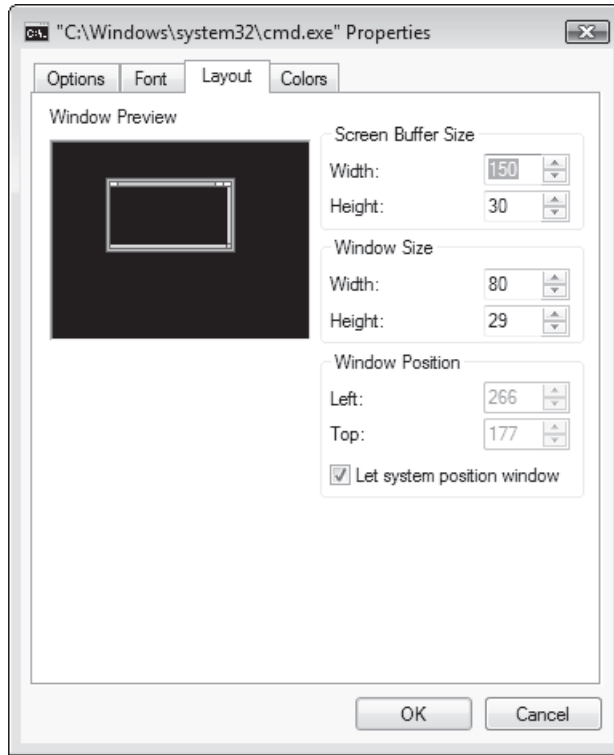 "C:\Windows\system32\cmd.exe" Properties
Options Font Layout Colors
Window Preview
Screen Buffer Size
Width: 150
Height: 30
Window Size
Width: 80
Height: 29
Window Position
Left: 266
Top: 177
Let system position window
OK Cancel